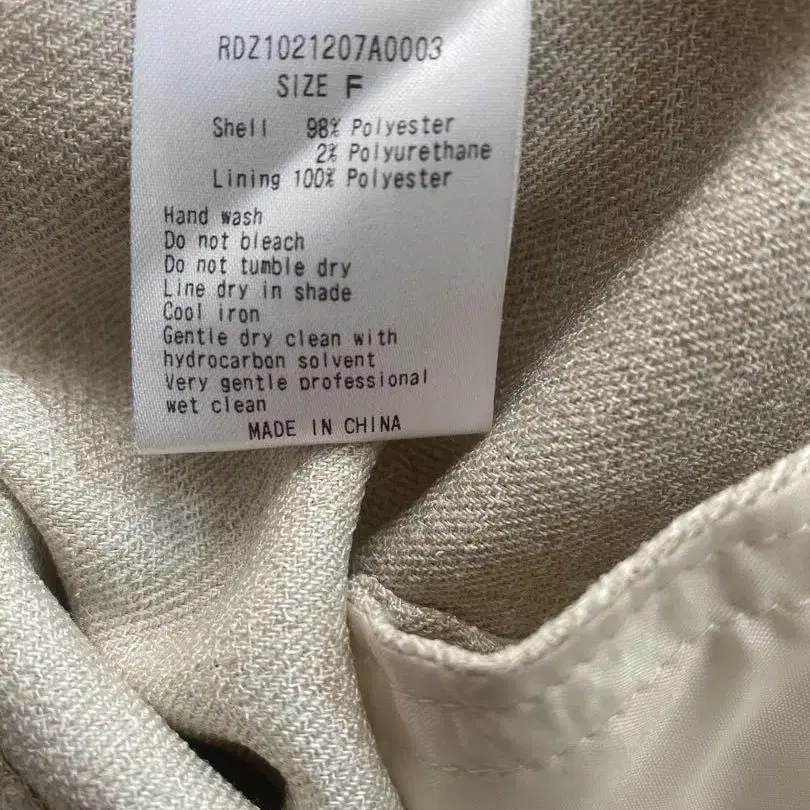 RDZ1021207A0003
SIZE F
Shell 98% Polyester
2% Polyurethane
Lining 100% Polyester
Hand wash
Do not bleach
Do not tumble dry
Line dry in shade
Cool iron
Gentle dry clean with
hydrocarbon solvent
Very gentle professional
wet clean
MADE IN CHINA